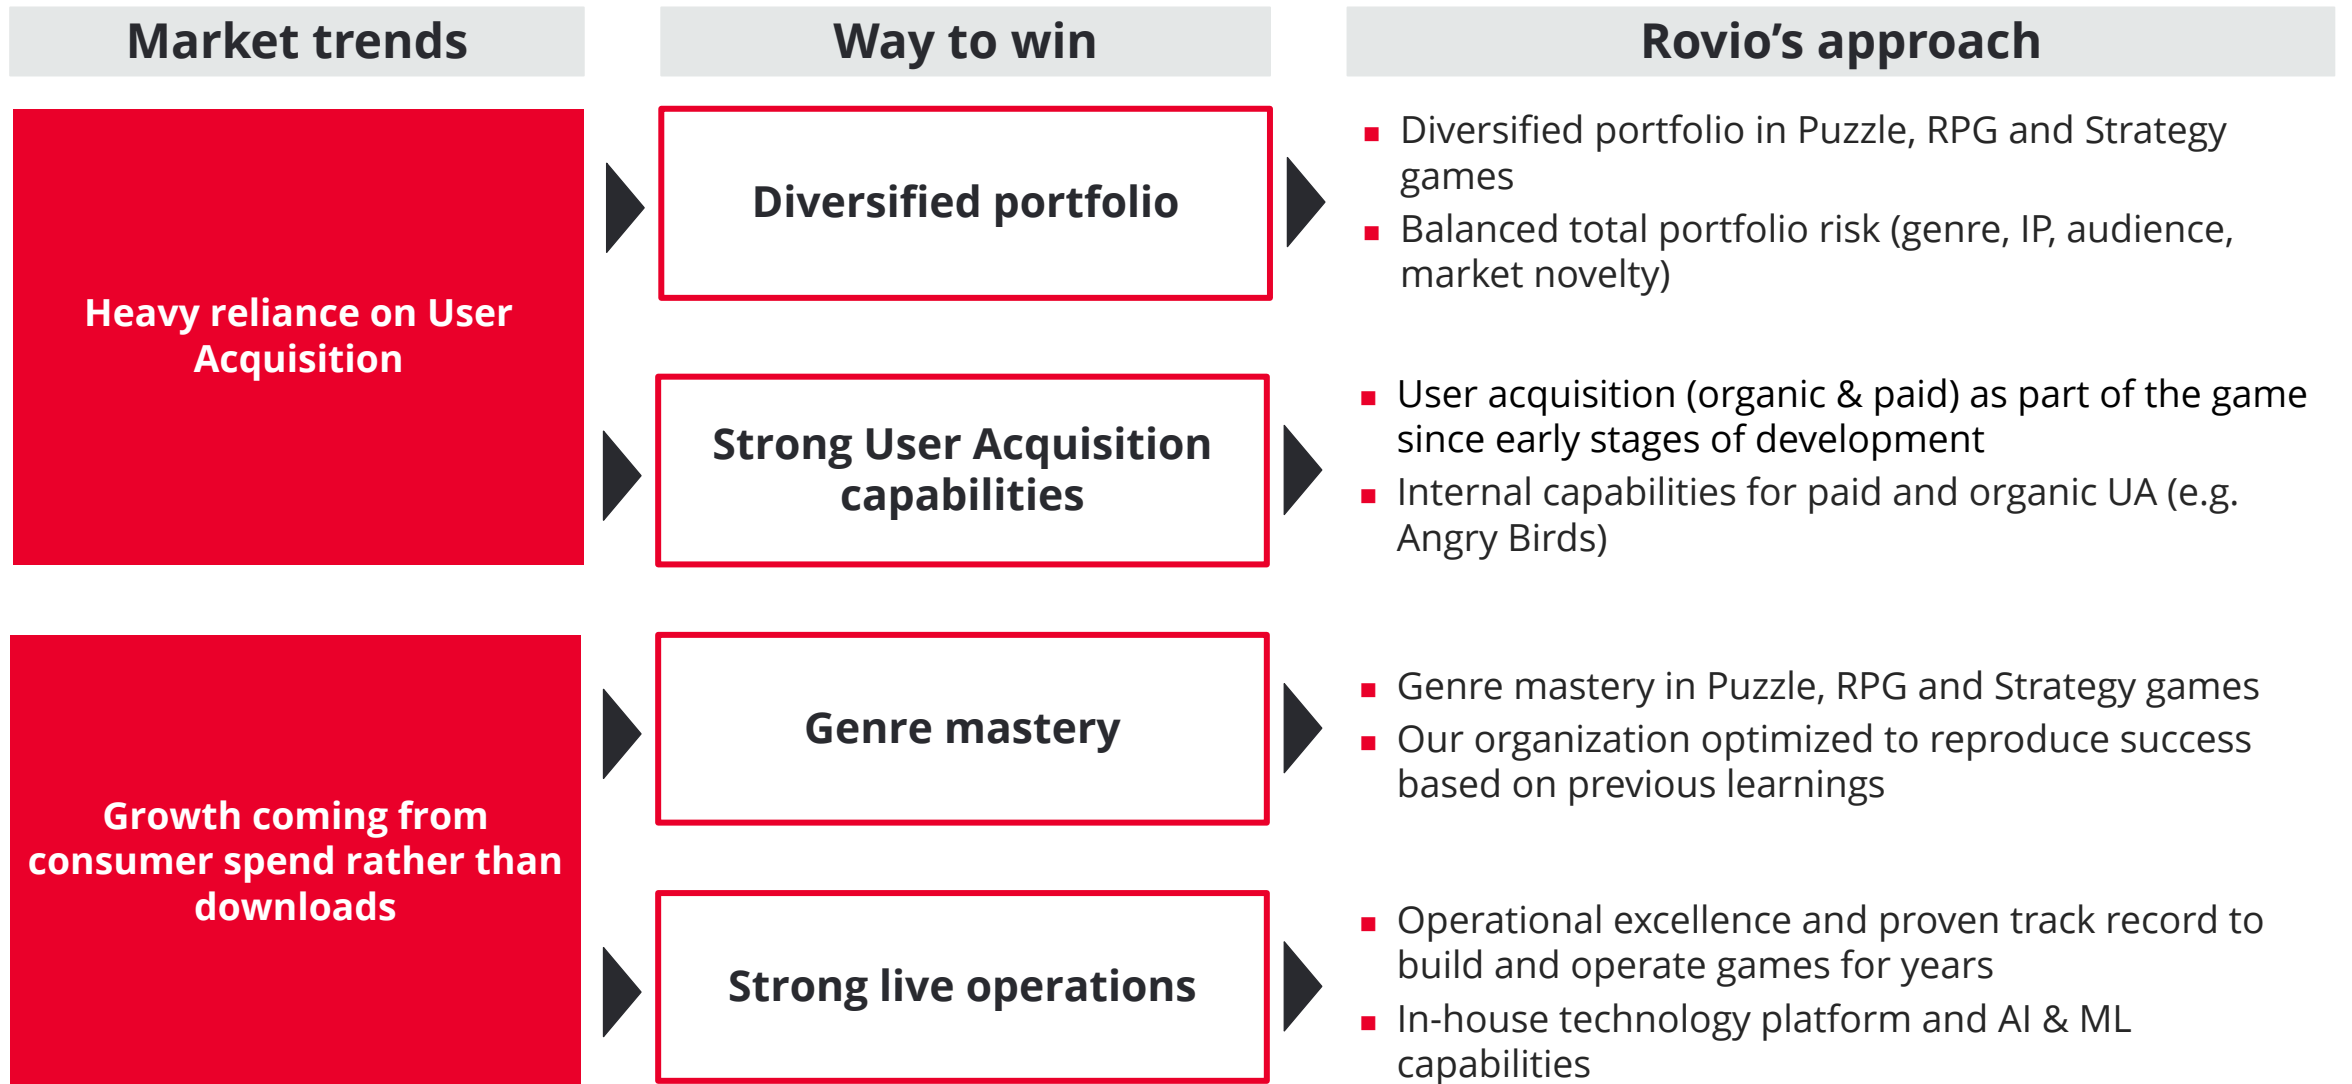 Market trends
Way to win
Rovio’s approach
Heavy reliance on User
Acquisition
Diversified portfolio
▪ Diversified portfolio in Puzzle, RPG and Strategy
games
▪ Balanced total portfolio risk (genre, IP, audience,
market novelty)
Strong User Acquisition
capabilities
▪ User acquisition (organic & paid) as part of the game
since early stages of development
▪ Internal capabilities for paid and organic UA (e.g.
Angry Birds)
Growth coming from
consumer spend rather than
downloads
Genre mastery
▪ Genre mastery in Puzzle, RPG and Strategy games
▪ Our organization optimized to reproduce success
based on previous learnings
Strong live operations
▪ Operational excellence and proven track record to
build and operate games for years
▪ In-house technology platform and AI & ML
capabilities